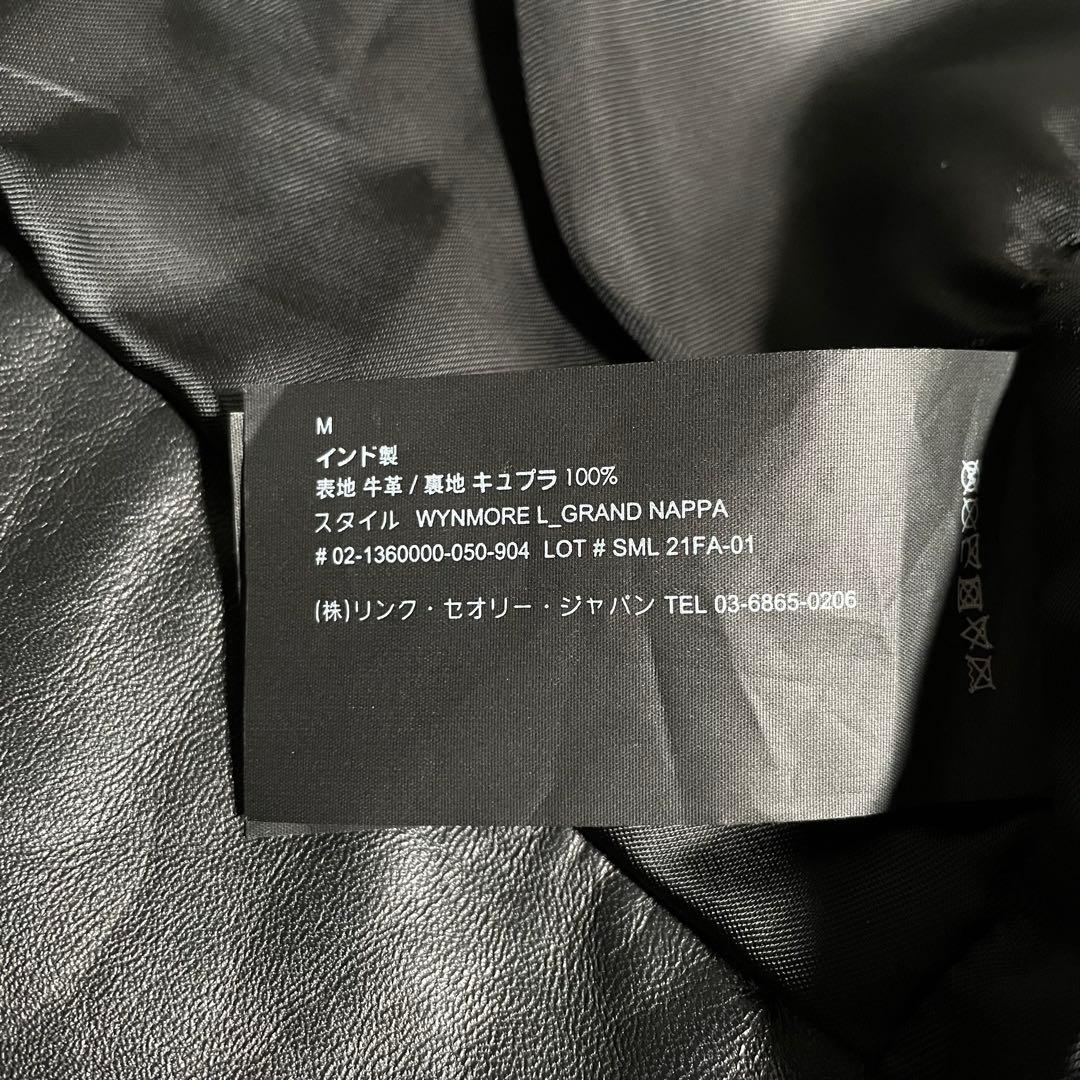 M
インド製
表地 牛革 / 裏地 キュプラ 100%
スタイル WYNMORE L_GRAND NAPPA
# 02-1360000-050-904 LOT # SML 21FA-01
(株)リンク・セオリー・ジャパン TEL 03-6865-0206